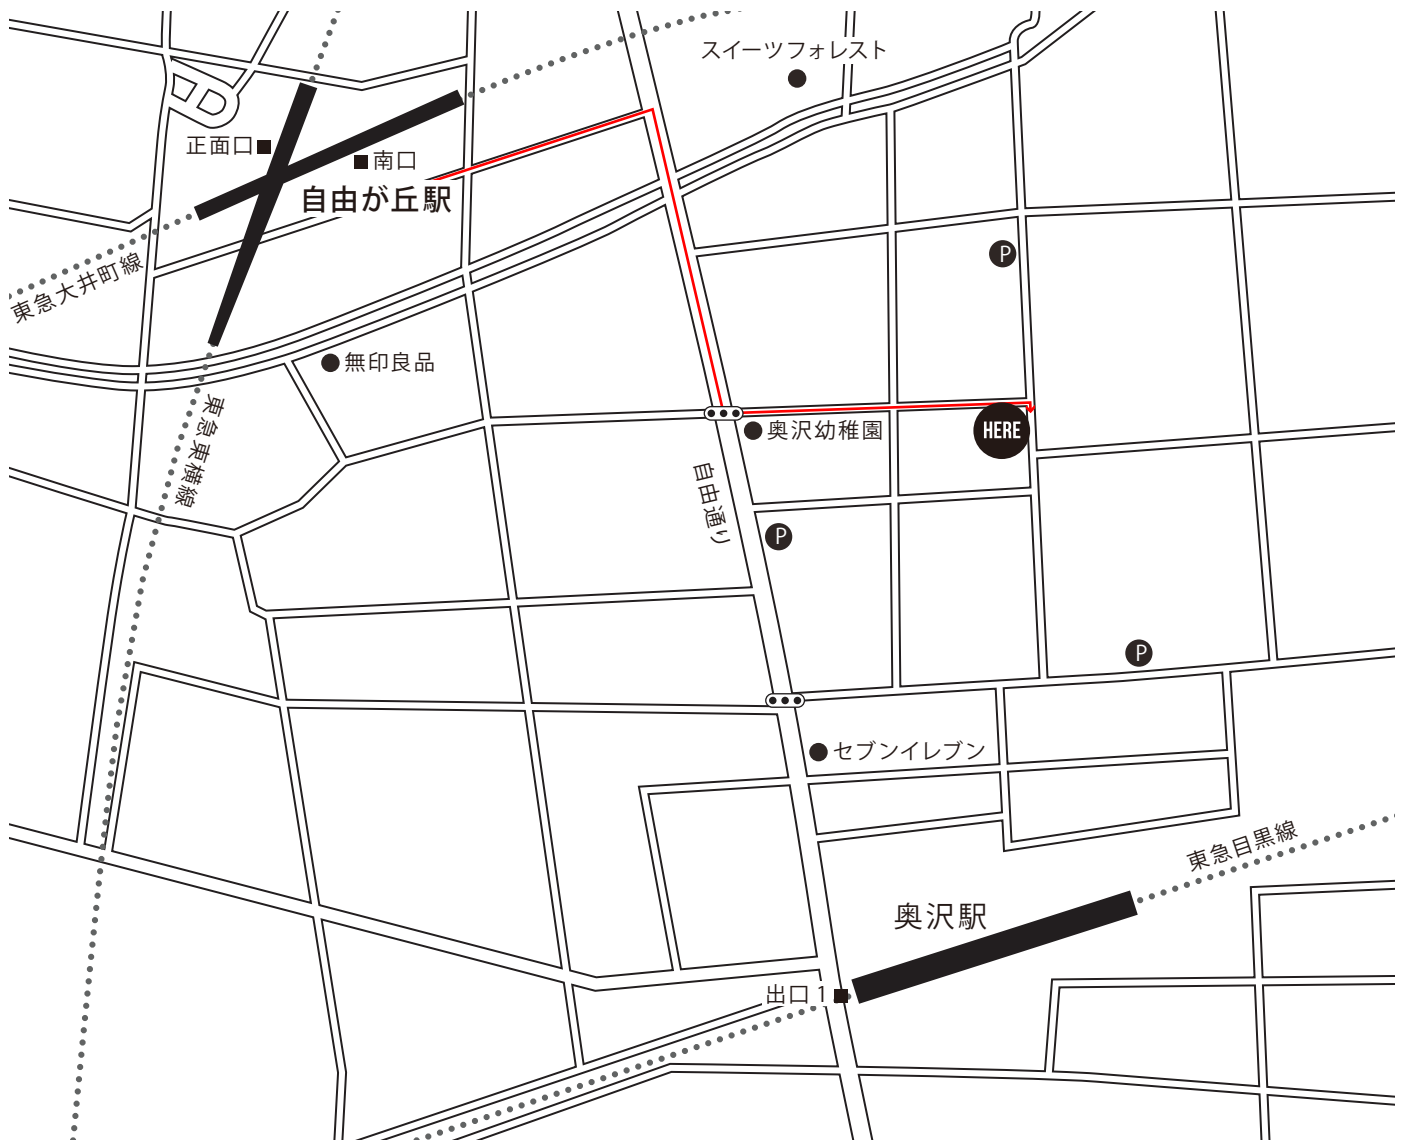 スイーツフォレスト
正面口
南口
自由が丘駅
東急大井町線
P
無印良品
東急東横線
奥沢幼稚園
HERE
自由通り
P
P
セブンイレブン
東急目黒線
奥沢駅
出口 1